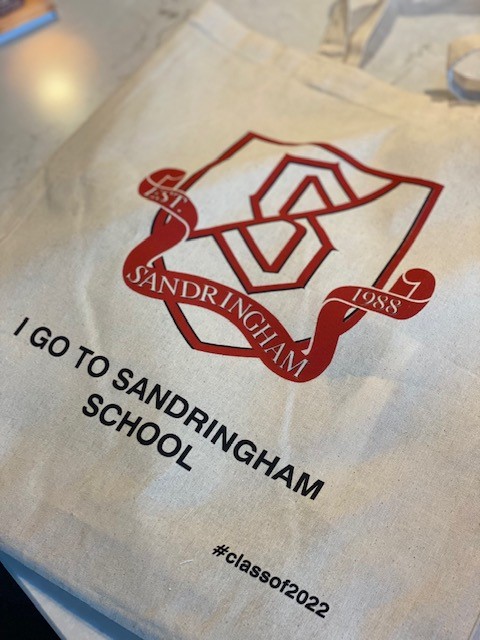 EST.
SANDRINGHAM
1988
I GO TO SANDRINGHAM
SCHOOL
#classof2022